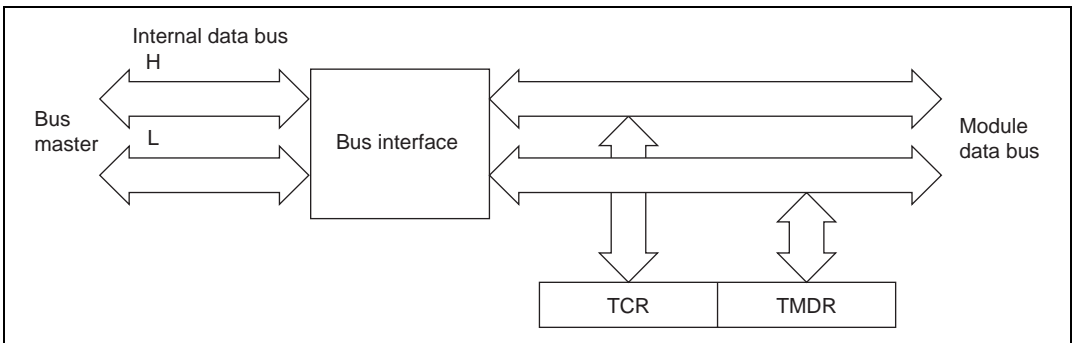 Internal data bus
H
Bus
master
L
Bus interface
Module
data bus
TCR
TMDR